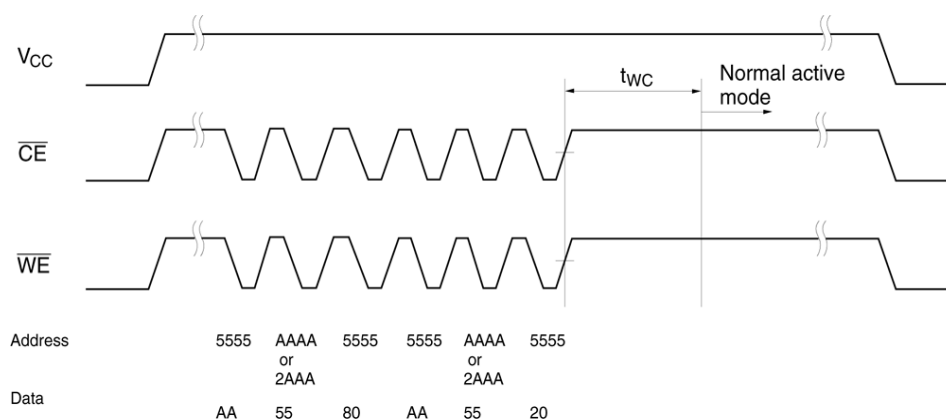 VCC
tWC
Normal active
mode
CE
WE
Address
5555 AAAA 5555 5555 AAAA 5555
or or
2AAA 2AAA
Data
AA 55 80 AA 55 20